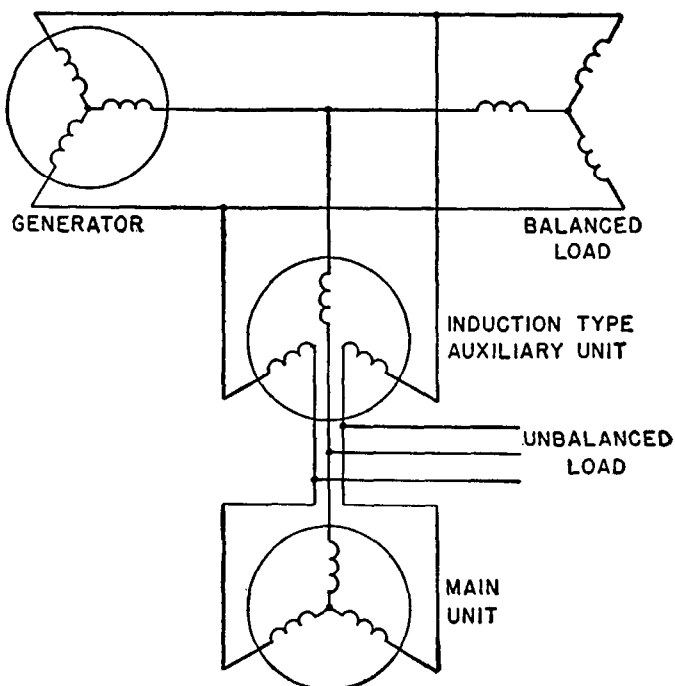 GENERATOR
BALANCED
LOAD
INDUCTION TYPE
AUXILIARY UNIT
UNBALANCED
LOAD
MAIN
UNIT